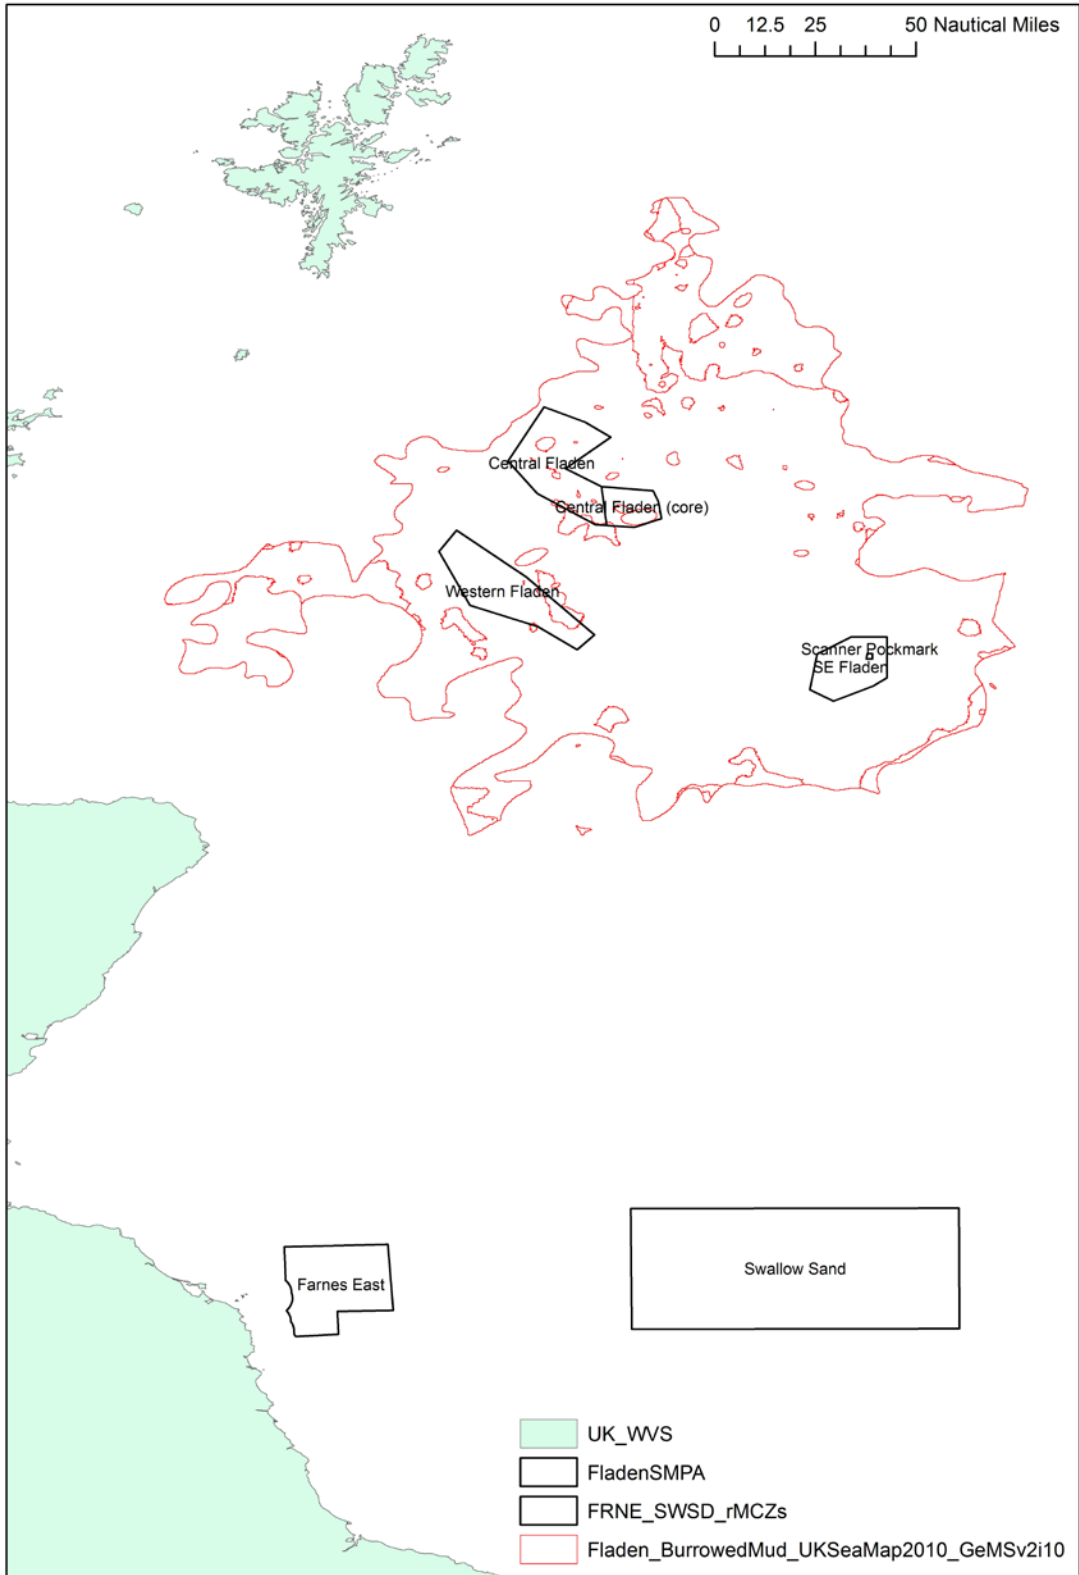 0 12.5 25 50 Nautical Miles
Central Fladen
Central Fladen (core)
Western Fladen
Scanner Pockmark
SE Fladen
Swallow Sand
Farnes East
UK_WVS
FladenSMPA
FRNE_SWSD_rMCZs
Fladen_BurrowedMud_UKSeaMap2010_GeMSv2i10